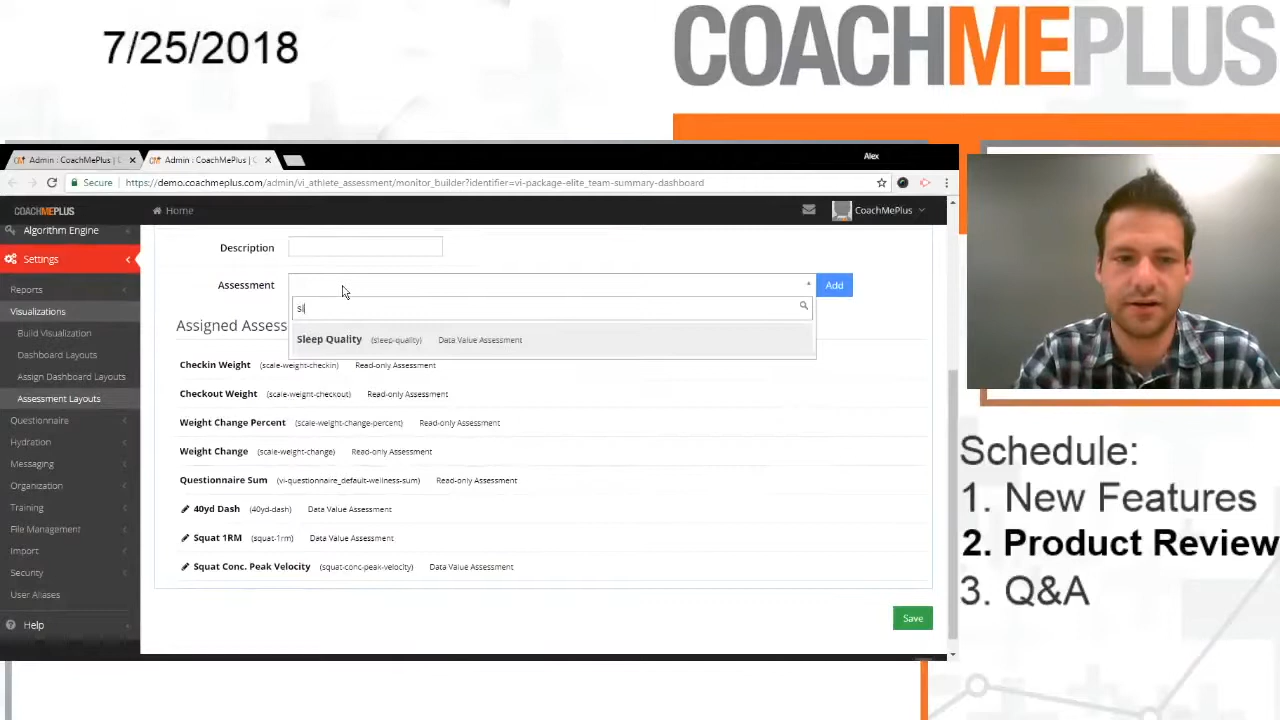 7/25/2018
COACHMEPLUS
Admin : CoachMePlus | C
Admin : CoachMePlus | C
Alex
Secure
https://demo.coachmeplus.com/admin/vi_athlete_assessment/monitor_builder?identifier=vi-package-elite_team-summary-dashboard
COACHMEPLUS
Home
CoachMePlus
Algorithm Engine
Settings
Reports
Visualizations
Build Visualization
Dashboard Layouts
Assign Dashboard Layouts
Assessment Layouts
Questionnaire
Hydration
Messaging
Organization
Training
File Management
Import
Security
User Aliases
Help
Description
Assessment
Add
sl
Sleep Quality (sleep-quality) Data Value Assessment
Assigned Assess
Checkin Weight (scale-weight-checkin) Read-only Assessment
Checkout Weight (scale-weight-checkout) Read-only Assessment
Weight Change Percent (scale-weight-change-percent) Read-only Assessment
Weight Change (scale-weight-change) Read-only Assessment
Questionnaire Sum (vi-questionnaire_default-wellness-sum) Read-only Assessment
40yd Dash (40yd-dash) Data Value Assessment
Squat 1RM (squat-1rm) Data Value Assessment
Squat Conc. Peak Velocity (squat-conc-peak-velocity) Data Value Assessment
Save
Schedule:
1. New Features
2. Product Review
3. Q&A